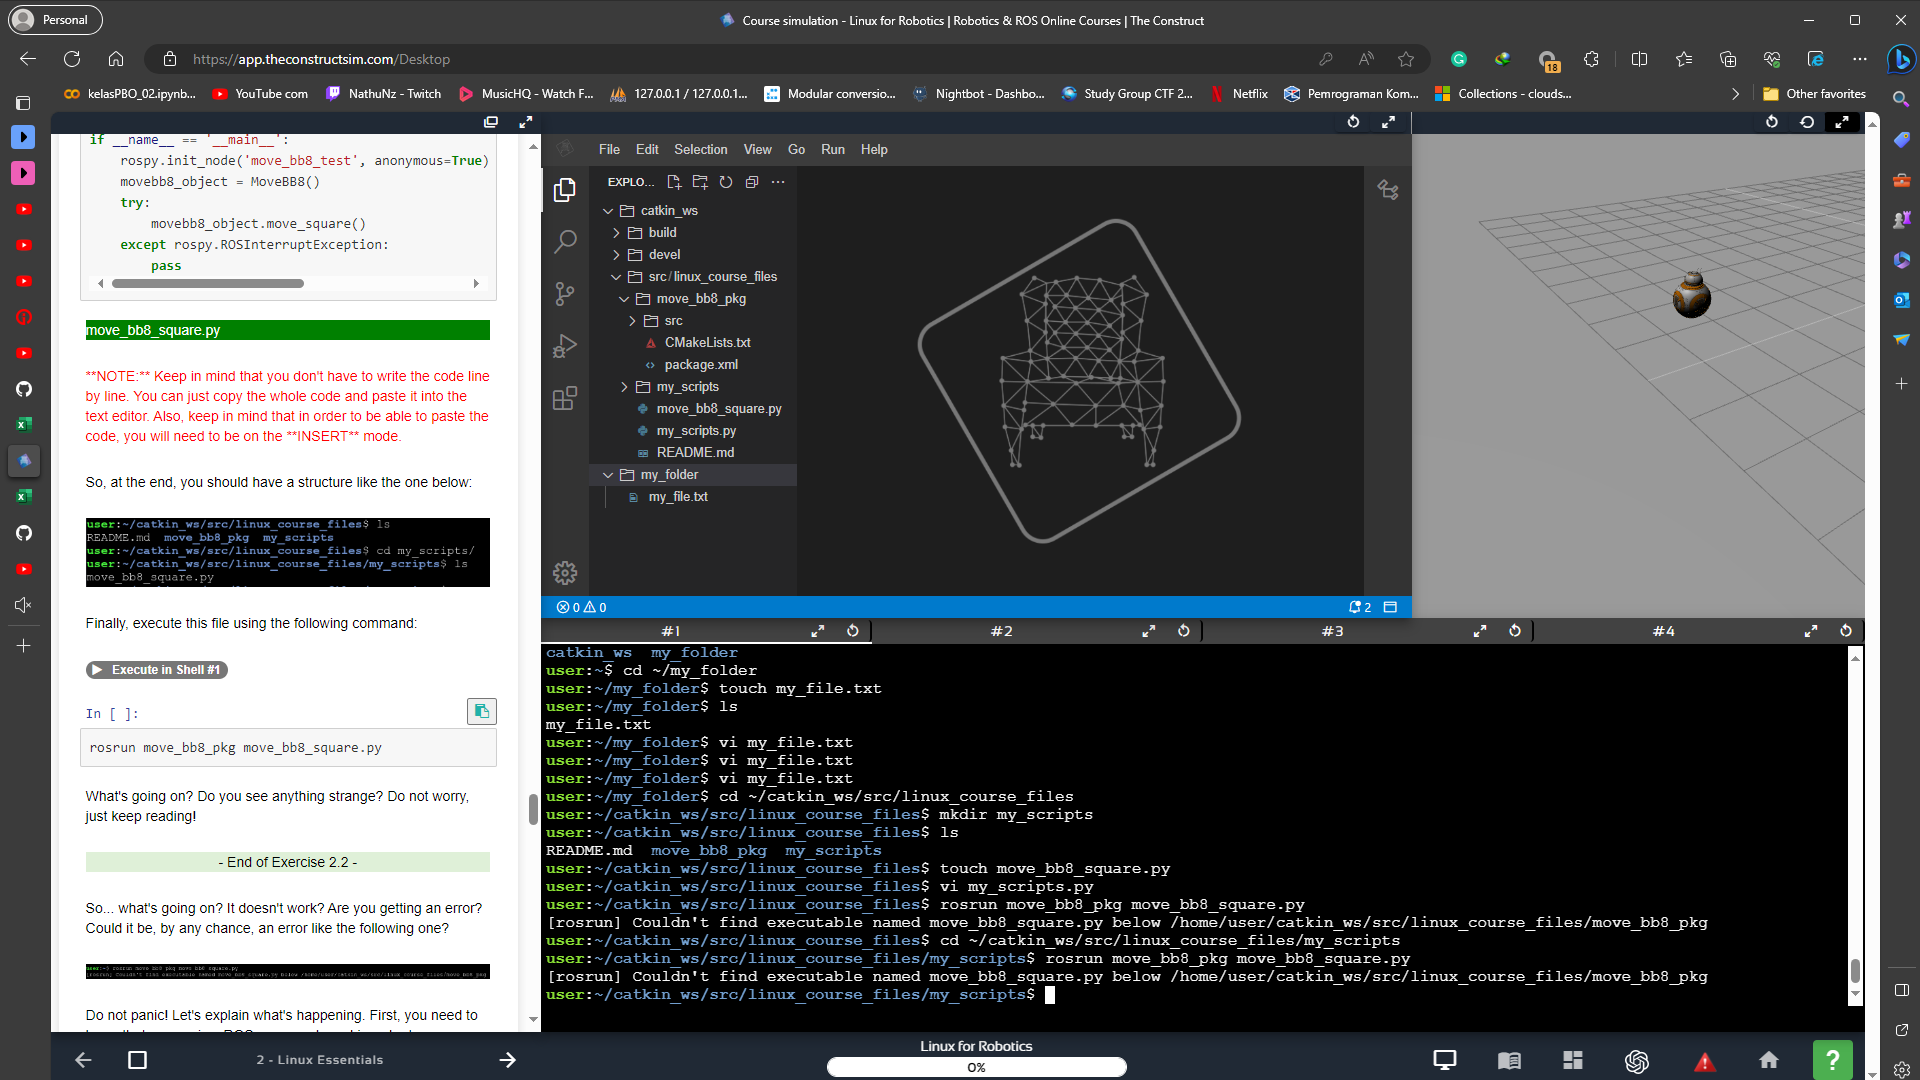 Personal
Course simulation - Linux for Robotics | Robotics & ROS Online Courses | The Construct
https://app.theconstructsim.com/Desktop
18
kelasPBO_02.ipynb...
YouTube com
NathuNz - Twitch
MusicHQ - Watch F...
127.0.0.1 / 127.0.0.1...
Modular conversio...
Nightbot - Dashbo...
Study Group CTF 2...
Netflix
Pemrograman Kom...
Collections - clouds...
Other favorites
if __name__ == '__main__':
rospy.init_node('move_bb8_test', anonymous=True)
movebb8_object = MoveBB8()
try:
movebb8_object.move_square()
except rospy.ROSInterruptException:
pass
move_bb8_square.py
**NOTE:** Keep in mind that you don't have to write the code line
by line. You can just copy the whole code and paste it into the
text editor. Also, keep in mind that in order to be able to paste the
code, you will need to be on the **INSERT** mode.
So, at the end, you should have a structure like the one below:
user:~/catkin_ws/src/linux_course_files$ ls
README.md move_bb8_pkg my_scripts
user:~/catkin_ws/src/linux_course_files$ cd my_scripts/
user:~/catkin_ws/src/linux_course_files/my_scripts$ ls
move_bb8_square.py
Finally, execute this file using the following command:
Execute in Shell #1
In [ ]:
rosrun move_bb8_pkg move_bb8_square.py
What's going on? Do you see anything strange? Do not worry,
just keep reading!
- End of Exercise 2.2 -
So... what's going on? It doesn't work? Are you getting an error?
Could it be, by any chance, an error like the following one?
Do not panic! Let's explain what's happening. First, you need to
File Edit Selection View Go Run Help
EXPLO...
catkin_ws
build
devel
src/linux_course_files
move_bb8_pkg
src
CMakeLists.txt
package.xml
my_scripts
move_bb8_square.py
my_scripts.py
README.md
my_folder
my_file.txt
0 0
2
#1
#2
#3
#4
catkin_ws my_folder
user:~$ cd ~/my_folder
user:~/my_folder$ touch my_file.txt
user:~/my_folder$ ls
my_file.txt
user:~/my_folder$ vi my_file.txt
user:~/my_folder$ vi my_file.txt
user:~/my_folder$ vi my_file.txt
user:~/my_folder$ cd ~/catkin_ws/src/linux_course_files
user:~/catkin_ws/src/linux_course_files$ mkdir my_scripts
user:~/catkin_ws/src/linux_course_files$ ls
README.md move_bb8_pkg my_scripts
user:~/catkin_ws/src/linux_course_files$ touch move_bb8_square.py
user:~/catkin_ws/src/linux_course_files$ vi my_scripts.py
user:~/catkin_ws/src/linux_course_files$ rosrun move_bb8_pkg move_bb8_square.py
[rosrun] Couldn't find executable named move_bb8_square.py below /home/user/catkin_ws/src/linux_course_files/move_bb8_pkg
user:~/catkin_ws/src/linux_course_files$ cd ~/catkin_ws/src/linux_course_files/my_scripts
user:~/catkin_ws/src/linux_course_files/my_scripts$ rosrun move_bb8_pkg move_bb8_square.py
[rosrun] Couldn't find executable named move_bb8_square.py below /home/user/catkin_ws/src/linux_course_files/move_bb8_pkg
user:~/catkin_ws/src/linux_course_files/my_scripts$
2 - Linux Essentials
Linux for Robotics
0%
?